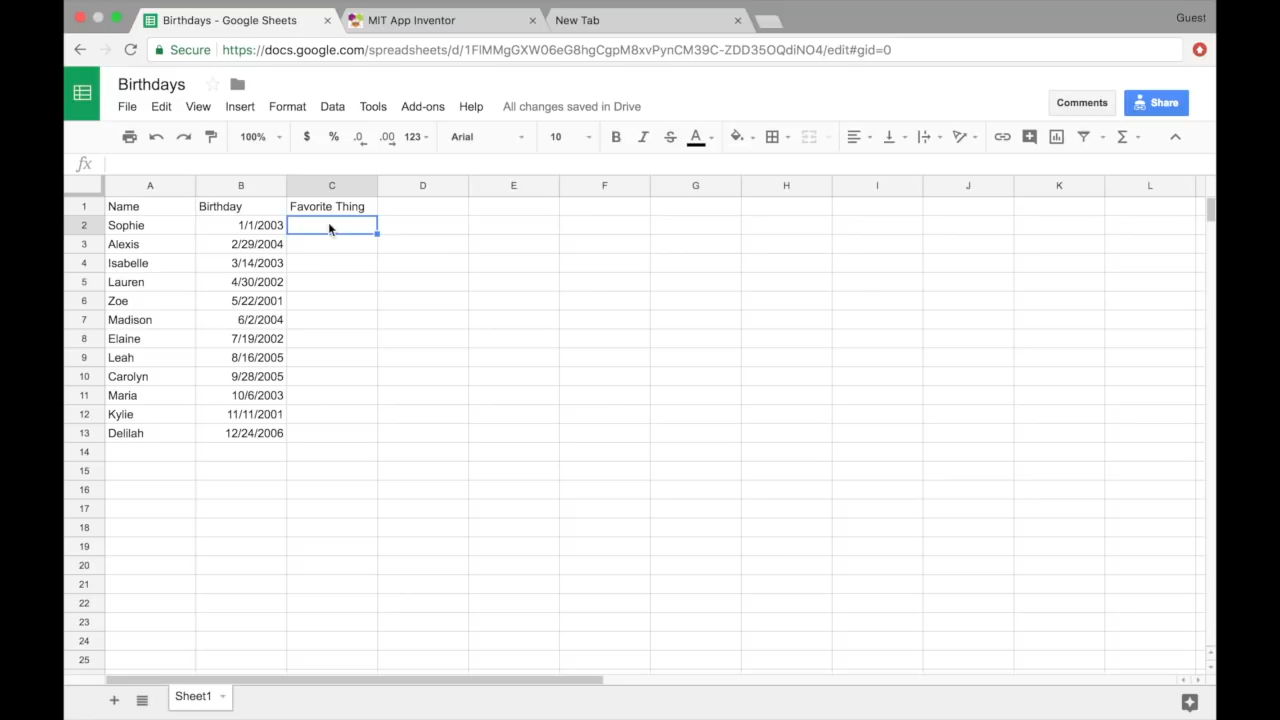 Birthdays - Google Sheets × MIT App Inventor × New Tab × Guest
Secure https://docs.google.com/spreadsheets/d/1FlMMgGXW06eG8hgCgpM8xvPynCM39C-ZDD35OQdiNO4/edit#gid=0
Birthdays
File Edit View Insert Format Data Tools Add-ons Help All changes saved in Drive Comments Share
100% $ % .0 .00 123 Arial 10 B I S A Σ
fx
A B C D E F G H I J K L
1 Name Birthday Favorite Thing
2 Sophie 1/1/2003
3 Alexis 2/29/2004
4 Isabelle 3/14/2003
5 Lauren 4/30/2002
6 Zoe 5/22/2001
7 Madison 6/2/2004
8 Elaine 7/19/2002
9 Leah 8/16/2005
10 Carolyn 9/28/2005
11 Maria 10/6/2003
12 Kylie 11/11/2001
13 Delilah 12/24/2006
14
15
16
17
18
19
20
21
22
23
24
25
+ Sheet1